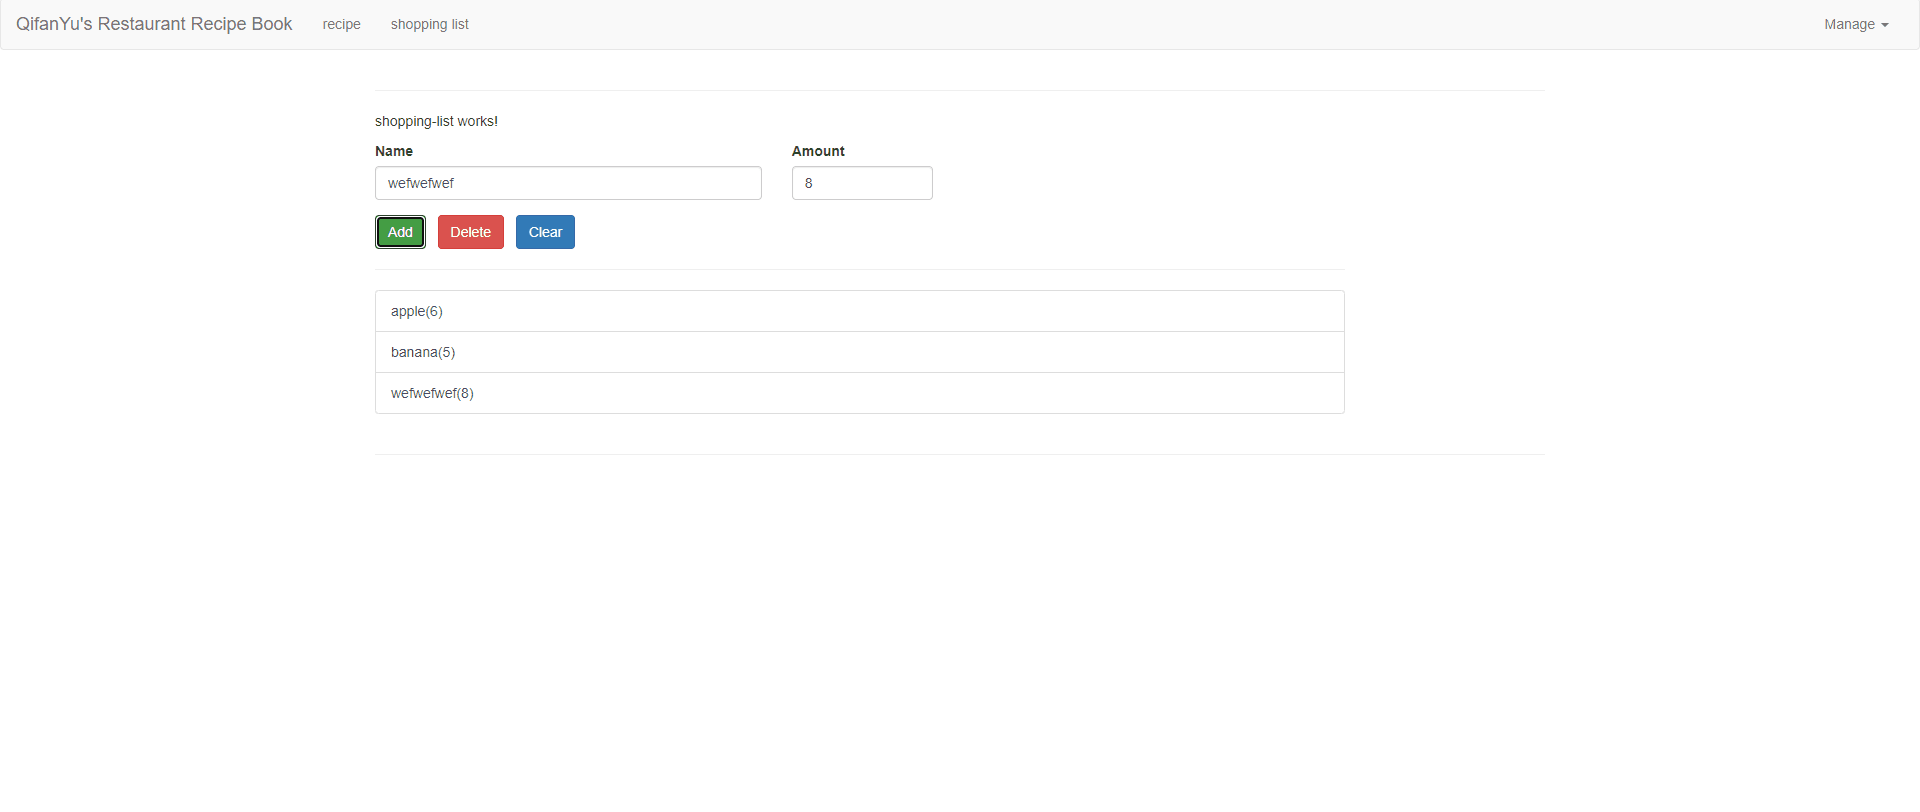 QifanYu's Restaurant Recipe Book recipe shopping list Manage
shopping-list works!
Name Amount
wefwefwef 8
Add Delete Clear
apple(6)
banana(5)
wefwefwef(8)